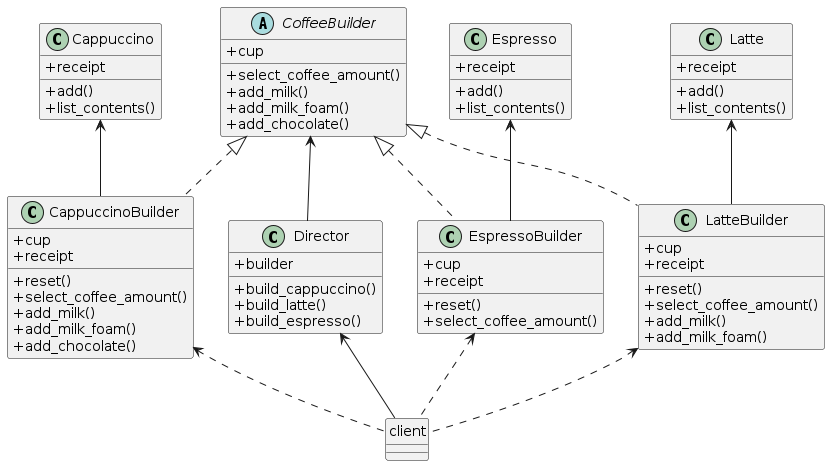 C Cappuccino
+receipt
+add()
+list_contents()
A CoffeeBuilder
+cup
+select_coffee_amount()
+add_milk()
+add_milk_foam()
+add_chocolate()
C Espresso
+receipt
+add()
+list_contents()
C Latte
+receipt
+add()
+list_contents()
C CappuccinoBuilder
+cup
+receipt
+reset()
+select_coffee_amount()
+add_milk()
+add_milk_foam()
+add_chocolate()
C Director
+builder
+build_cappuccino()
+build_latte()
+build_espresso()
C EspressoBuilder
+cup
+receipt
+reset()
+select_coffee_amount()
C LatteBuilder
+cup
+receipt
+reset()
+select_coffee_amount()
+add_milk()
+add_milk_foam()
client